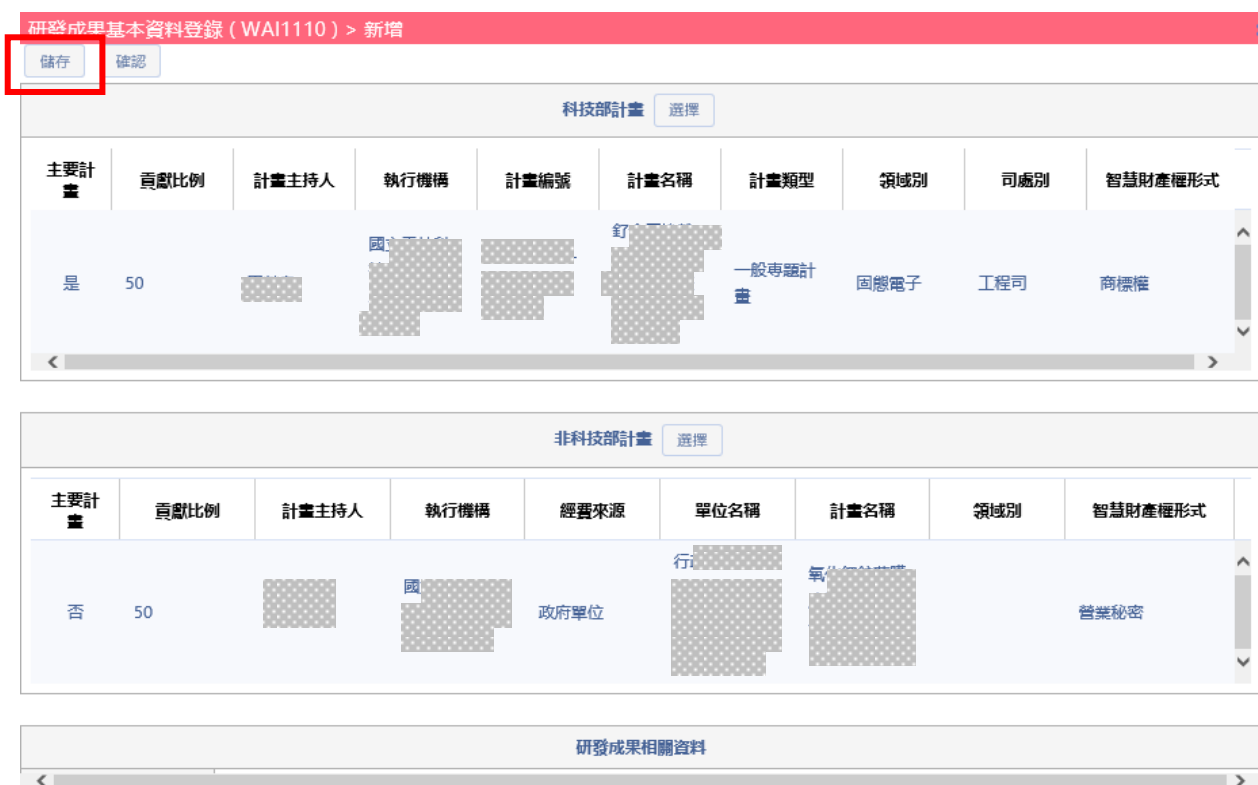 研發成果基本資料登錄 ( WAI1110 ) > 新增
儲存 確認
科技部計畫 選擇
主要計畫 貢獻比例 計畫主持人 執行機構 計畫編號 計畫名稱 計畫類型 領域別 司處別 智慧財產權形式
是 50 國 釘 一般專題計畫 固態電子 工程司 商標權
非科技部計畫 選擇
主要計畫 貢獻比例 計畫主持人 執行機構 經費來源 單位名稱 計畫名稱 領域別 智慧財產權形式
否 50 國 政府單位 行 氧 營業秘密
研發成果相關資料